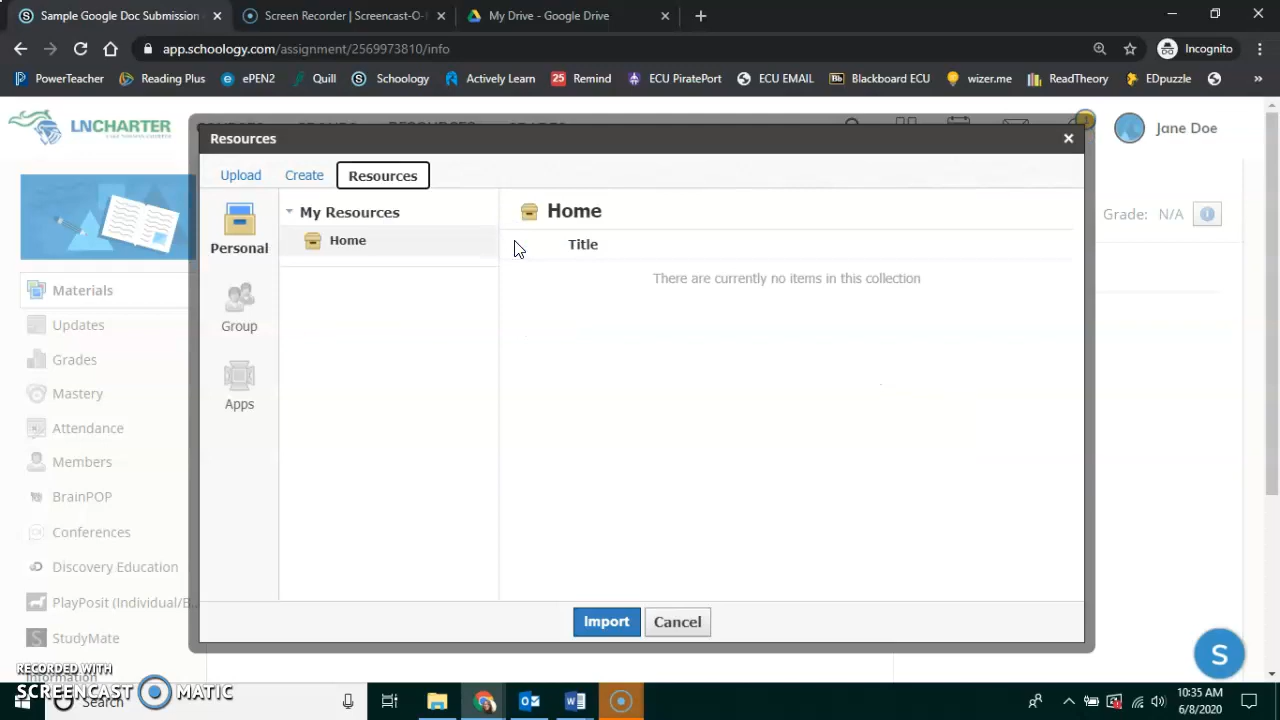 Sample Google Doc Submission
Screen Recorder | Screencast-O-
My Drive - Google Drive
app.schoology.com/assignment/2569973810/info
Incognito
PowerTeacher
Reading Plus
ePEN2
Quill
Schoology
Actively Learn
25
Remind
ECU PiratePort
ECU EMAIL
Bb
Blackboard ECU
wizer.me
ReadTheory
EDpuzzle
»
LNCHARTER
Jane Doe
Resources
Upload
Create
Resources
Personal
Group
Apps
My Resources
Home
Home
Title
There are currently no items in this collection
Import
Cancel
Grade: N/A
Materials
Updates
Grades
Mastery
Attendance
Members
BrainPOP
Conferences
Discovery Education
PlayPosit (Individual/B
StudyMate
Information
S
RECORDED WITH
SCREENCAST MATIC
Search
10:35 AM
6/8/2020